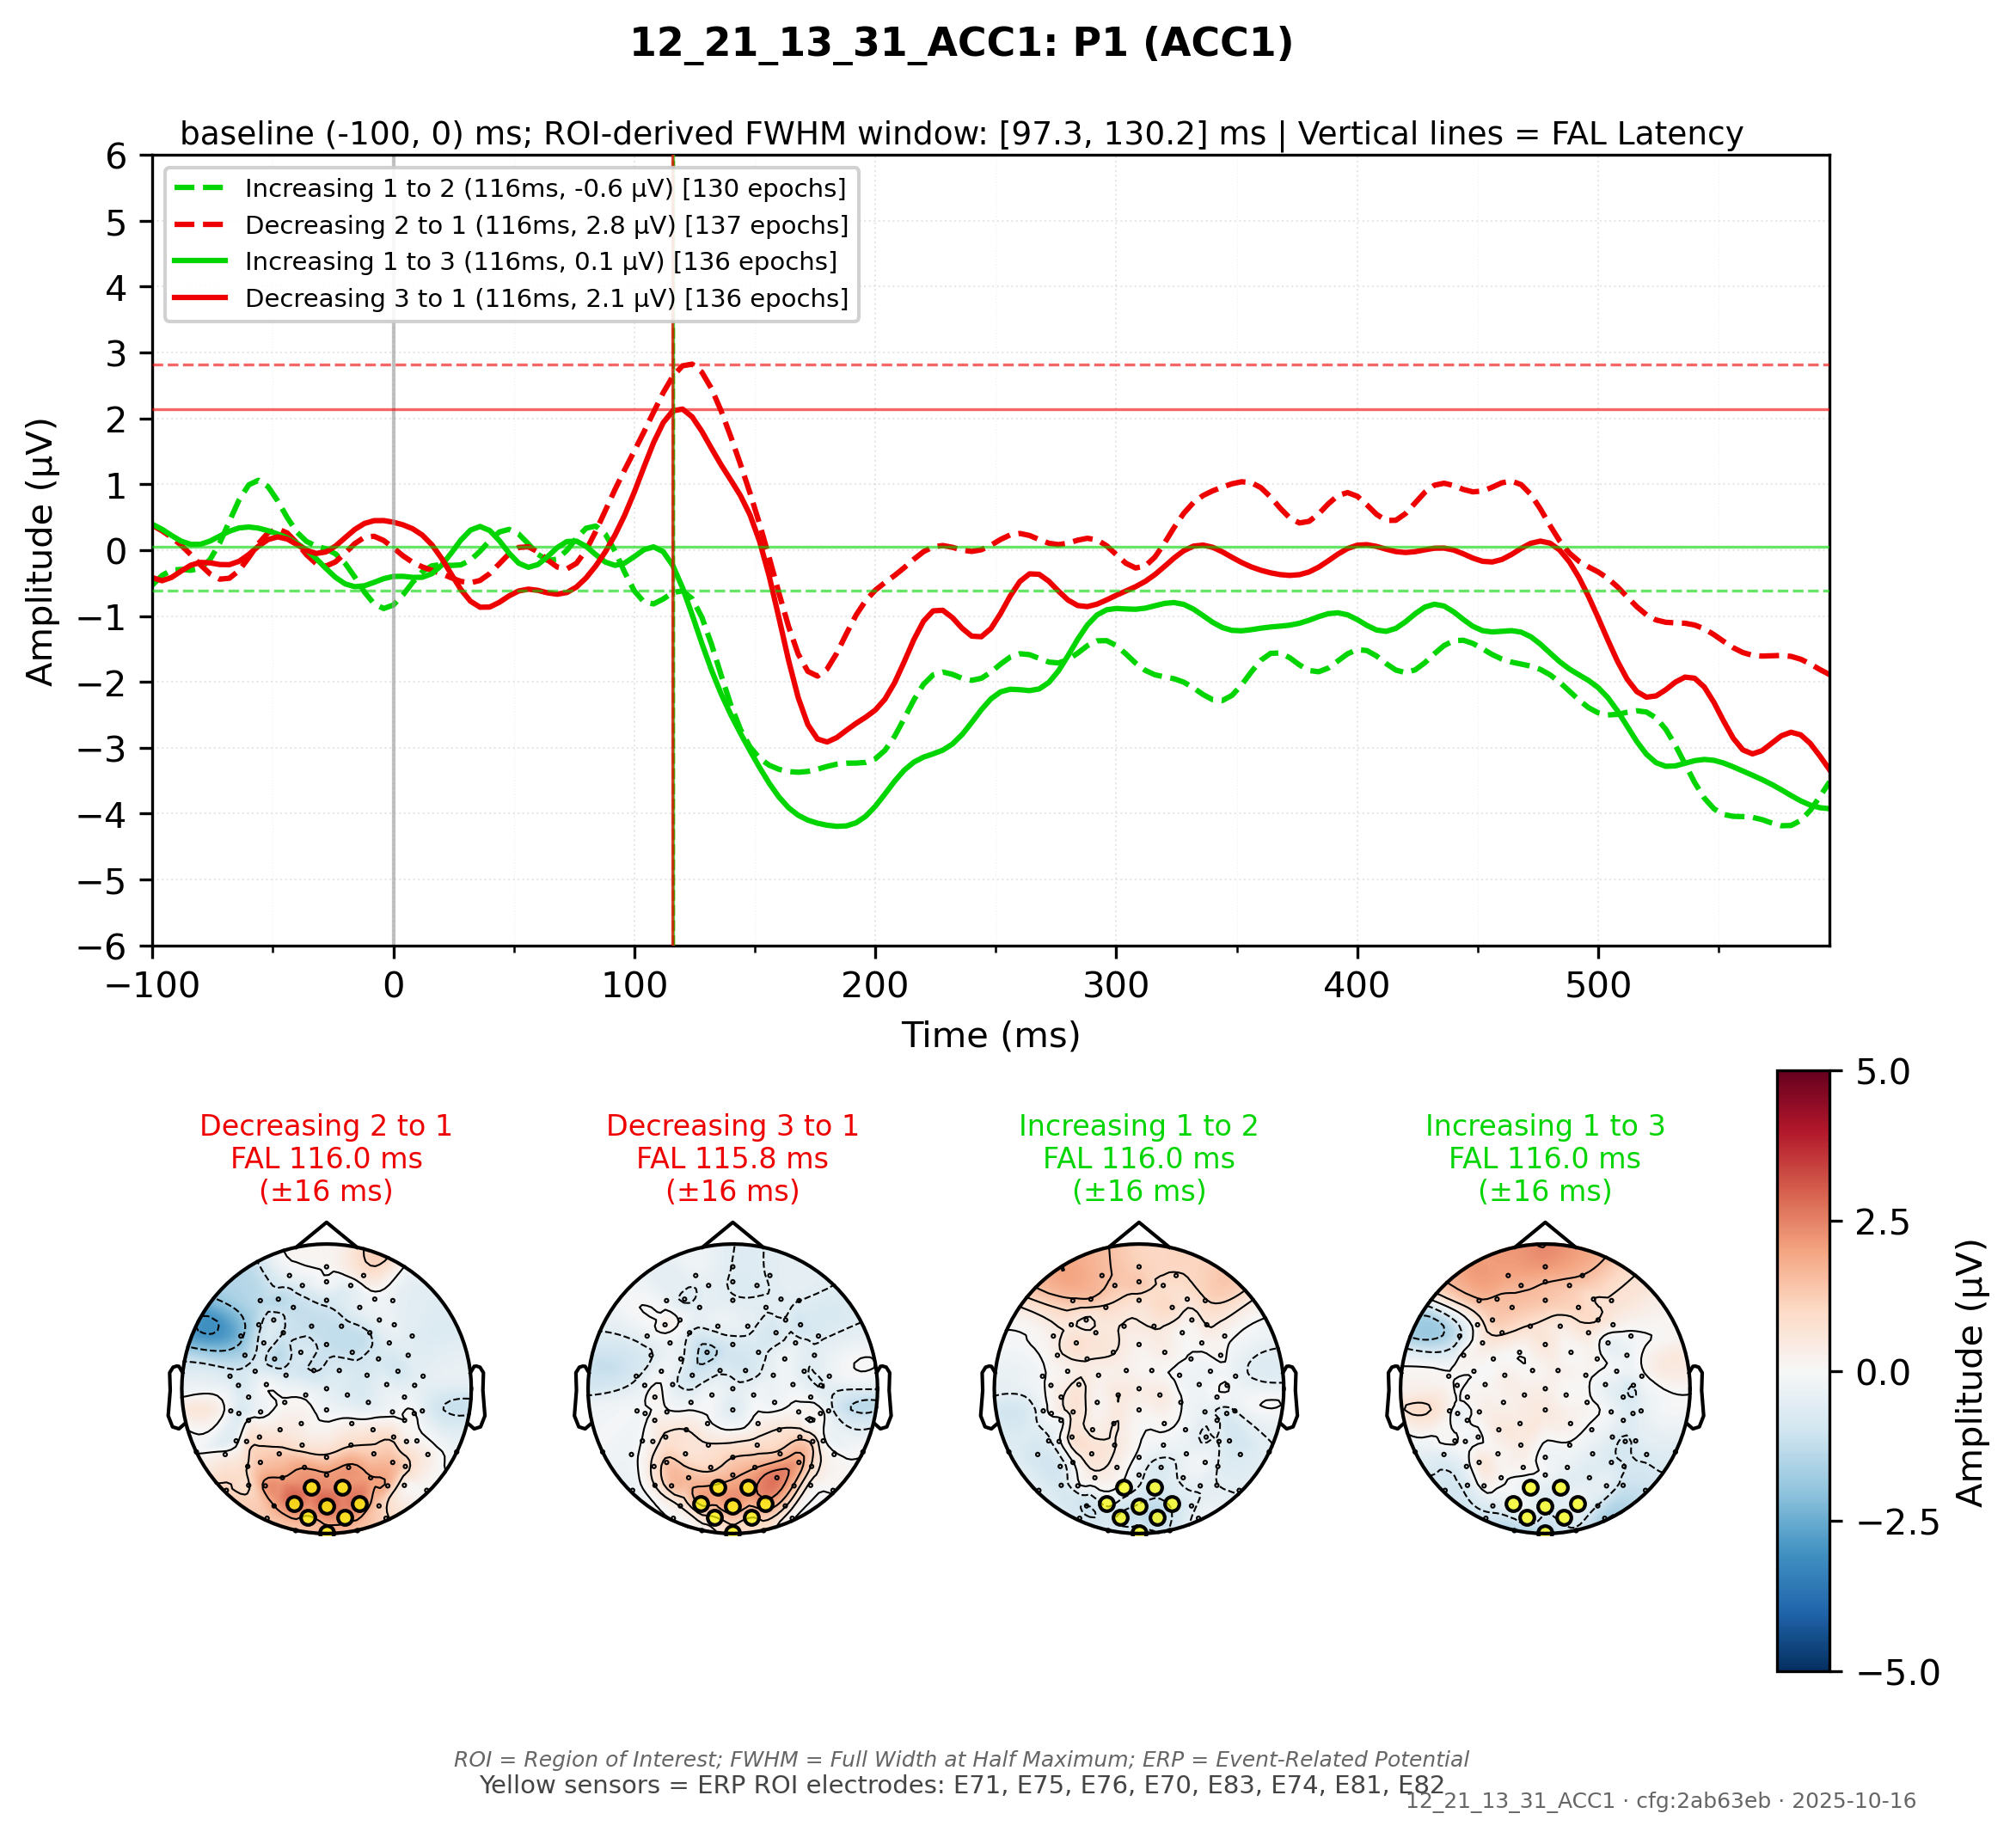 12_21_13_31_ACC1: P1 (ACC1)
baseline (-100, 0) ms; ROI-derived FWHM window: [97.3, 130.2] ms | Vertical lines = FAL Latency
Increasing 1 to 2 (116ms, -0.6 µV) [130 epochs]
Decreasing 2 to 1 (116ms, 2.8 µV) [137 epochs]
Increasing 1 to 3 (116ms, 0.1 µV) [136 epochs]
Decreasing 3 to 1 (116ms, 2.1 µV) [136 epochs]
Amplitude (µV)
6
5
4
3
2
1
0
−1
−2
−3
−4
−5
−6
−100 0 100 200 300 400 500
Time (ms)
Decreasing 2 to 1
FAL 116.0 ms
(±16 ms)
Decreasing 3 to 1
FAL 115.8 ms
(±16 ms)
Increasing 1 to 2
FAL 116.0 ms
(±16 ms)
Increasing 1 to 3
FAL 116.0 ms
(±16 ms)
5.0
2.5
0.0
−2.5
−5.0
Amplitude (µV)
ROI = Region of Interest; FWHM = Full Width at Half Maximum; ERP = Event-Related Potential
Yellow sensors = ERP ROI electrodes: E71, E75, E76, E70, E83, E74, E81, E82
12_21_13_31_ACC1 · cfg:2ab63eb · 2025-10-16